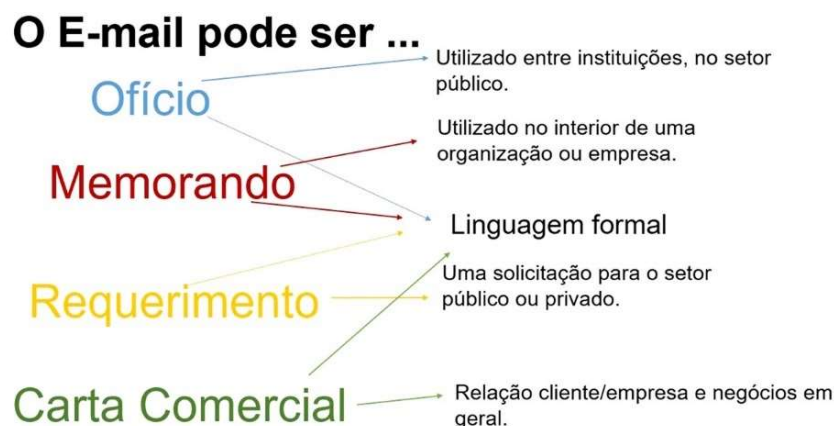 O E-mail pode ser ...
Utilizado entre instituições, no setor
público.
Ofício
Utilizado no interior de uma
organização ou empresa.
Memorando
Linguagem formal
Uma solicitação para o setor
público ou privado.
Requerimento
Carta Comercial
Relação cliente/empresa e negócios em
geral.